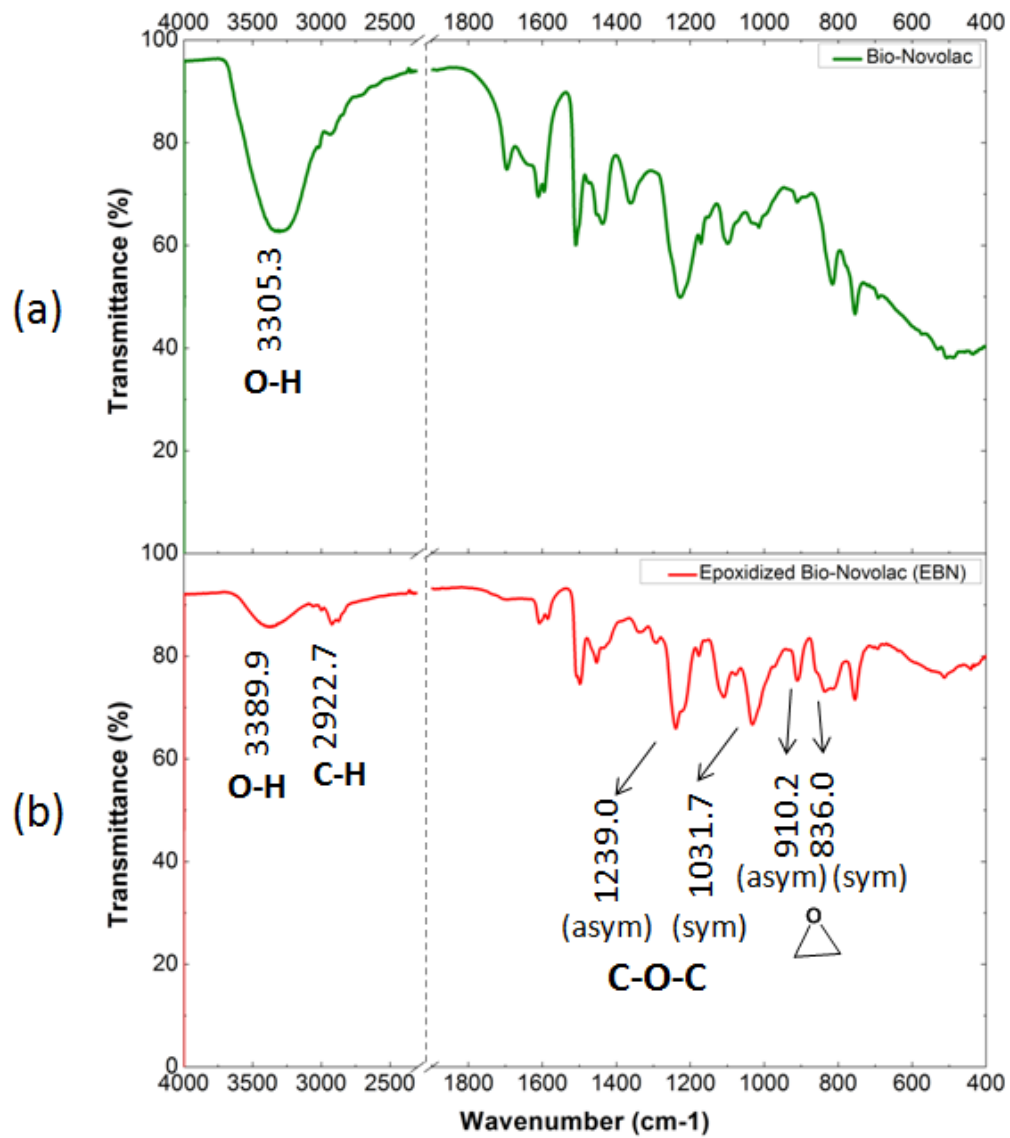 4000 3500 3000 2500 1800 1600 1400 1200 1000 800 600 400
100
Bio-Novolac
80
60
40
20
Transmittance (%)
(a)
3305.3
O-H
100
Epoxidized Bio-Novolac (EBN)
80
60
40
20
0
Transmittance (%)
(b)
3389.9
O-H
2922.7
C-H
1239.0
(asym)
1031.7
(sym)
C-O-C
910.2
(asym)
836.0
(sym)
O
4000 3500 3000 2500 1800 1600 1400 1200 1000 800 600 400
Wavenumber (cm-1)